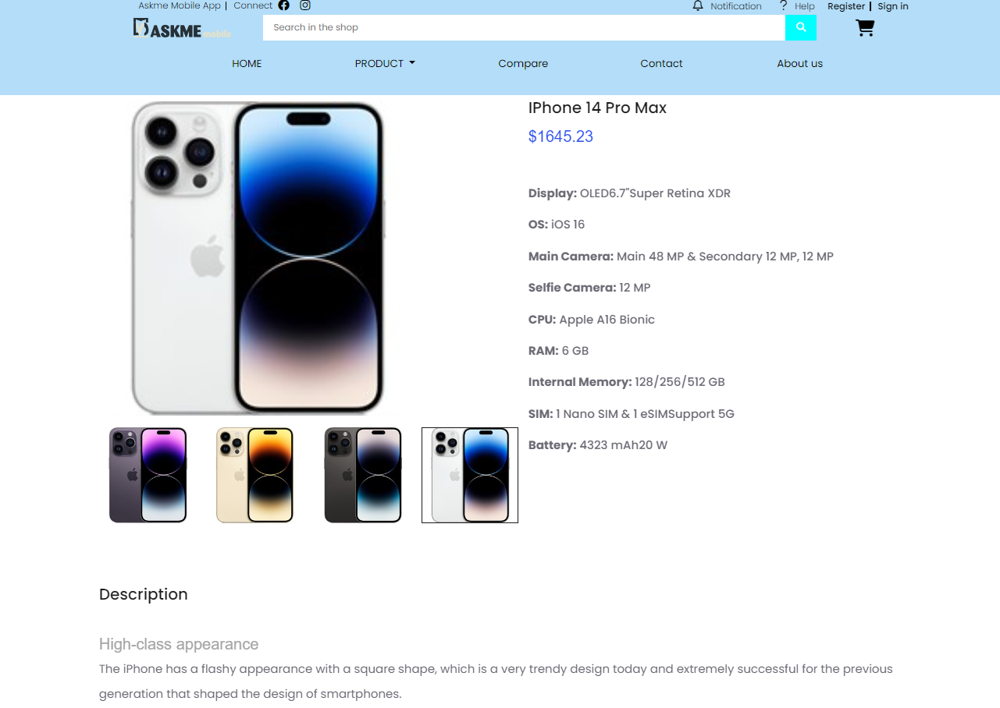 Askme Mobile App | Connect
Notification ? Help Register | Sign in
ASKME mobile
Search in the shop
HOME PRODUCT Compare Contact About us
IPhone 14 Pro Max
$1645.23
Display: OLED6.7"Super Retina XDR
OS: iOS 16
Main Camera: Main 48 MP & Secondary 12 MP, 12 MP
Selfie Camera: 12 MP
CPU: Apple A16 Bionic
RAM: 6 GB
Internal Memory: 128/256/512 GB
SIM: 1 Nano SIM & 1 eSIMSupport 5G
Battery: 4323 mAh20 W
Description
High-class appearance
The iPhone has a flashy appearance with a square shape, which is a very trendy design today and extremely successful for the previous
generation that shaped the design of smartphones.